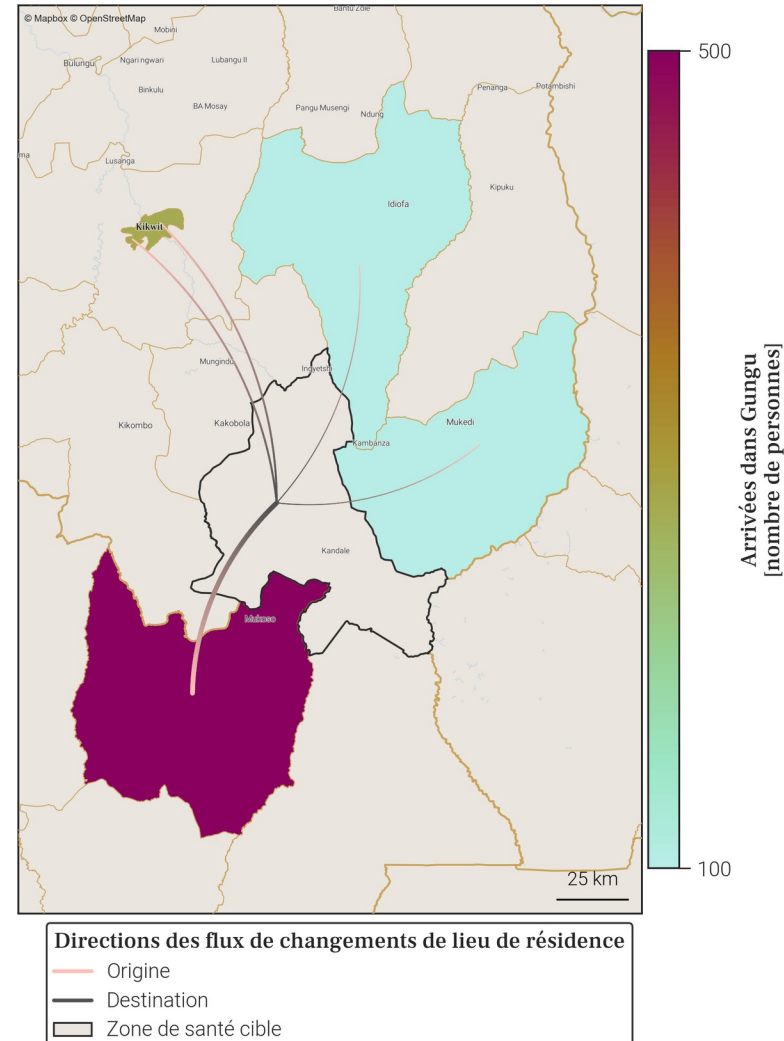 © Mapbox © OpenStreetMap
Bantu Zole
Mobini
Bulungu
Ngari ngwari
Lubangu II
Binkulu
BA Mosay
Pangu Musengi
Ndung
Penanga
Potambishi
ma
Lusanga
Kipuku
Idiofa
Kikwit
Mungindu
Ingyetshi
Kikombo
Kakobola
Mukedi
Kambanza
Kandale
Mukoso
25 km
500
100
Arrivées dans Gungu
[nombre de personnes]
Directions des flux de changements de lieu de résidence
Origine
Destination
Zone de santé cible